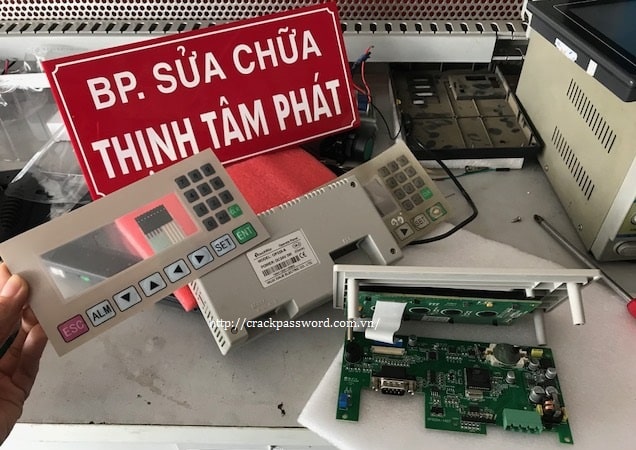 BP. SỬA CHỮA
THỊNH TÂM PHÁT
ESC
ALM
SET
ENT
http://crackpassword.com.vn/